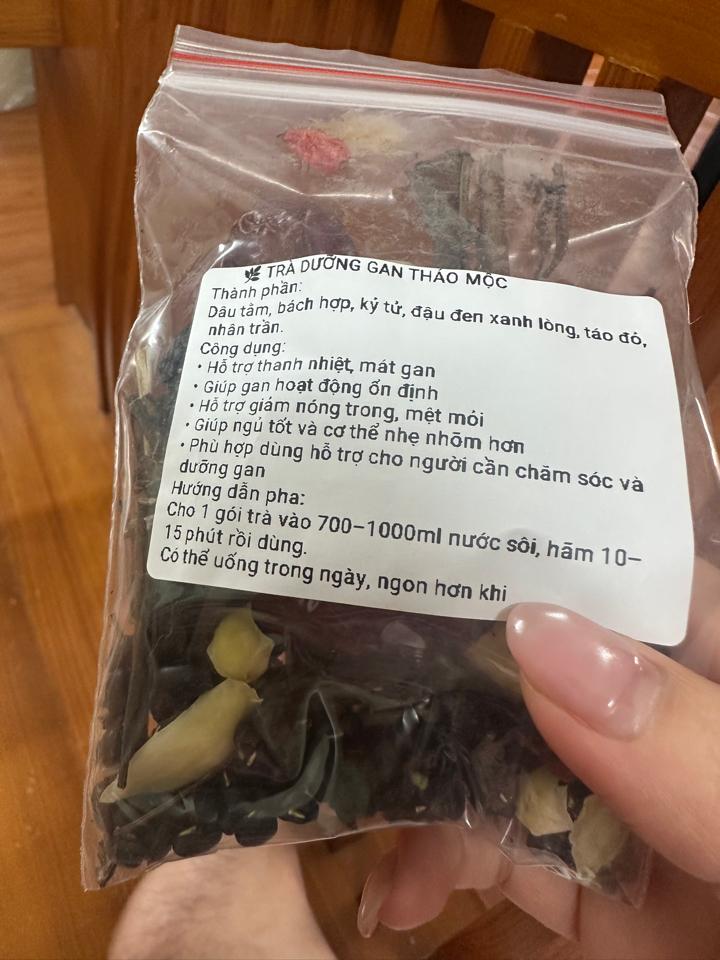 TRÀ DƯỠNG GAN THẢO MỘC
Thành phần:
Dâu tằm, bách hợp, kỷ tử, đậu đen xanh lòng, táo đỏ,
nhân trần.
Công dụng:
• Hỗ trợ thanh nhiệt, mát gan
• Giúp gan hoạt động ổn định
• Hỗ trợ giảm nóng trong, mệt mỏi
• Giúp ngủ tốt và cơ thể nhẹ nhõm hơn
• Phù hợp dùng hỗ trợ cho người cần chăm sóc và
dưỡng gan
Hướng dẫn pha:
Cho 1 gói trà vào 700–1000ml nước sôi, hãm 10–
15 phút rồi dùng.
Có thể uống trong ngày, ngon hơn khi